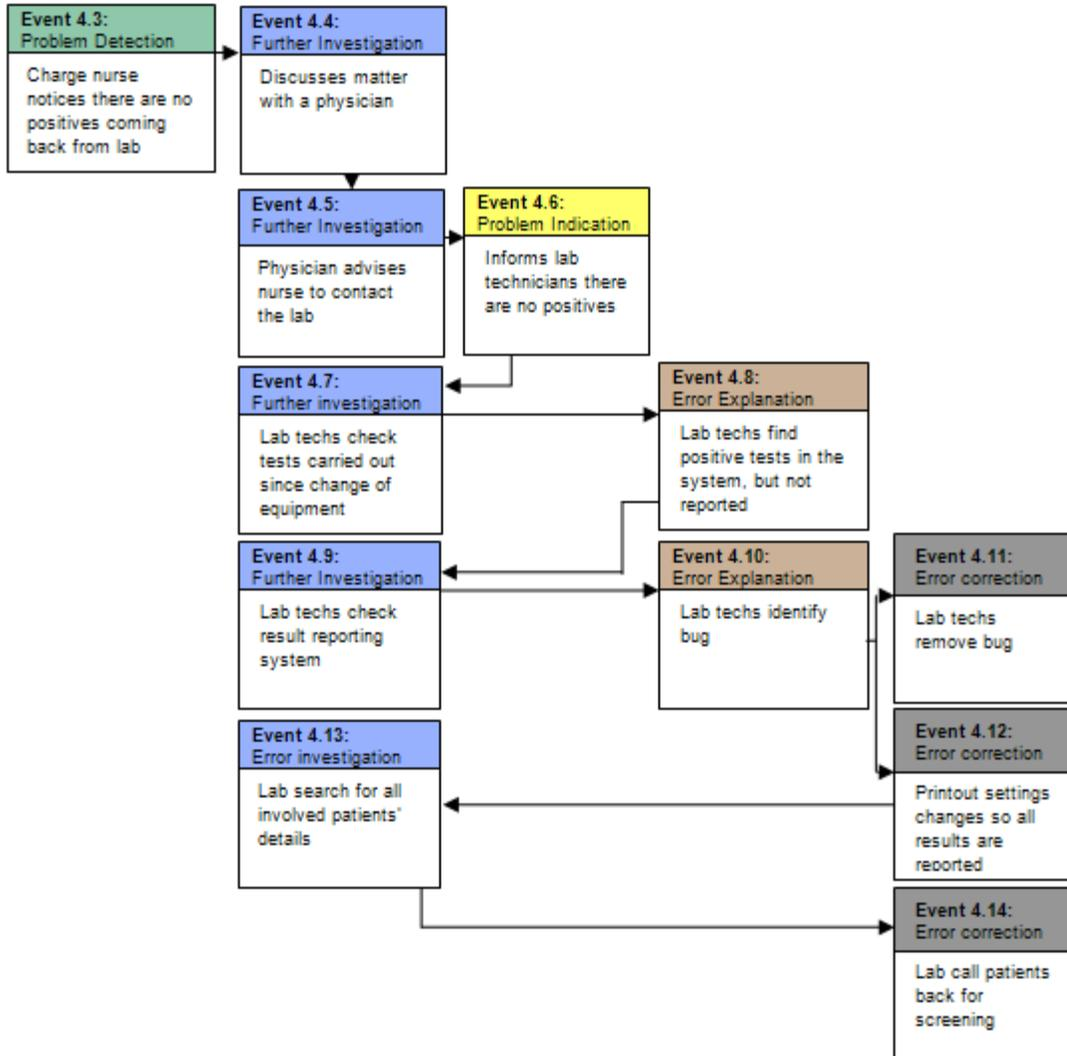 Event 4.3:
Problem Detection
Charge nurse
notices there are no
positives coming
back from lab
Event 4.4:
Further Investigation
Discusses matter
with a physician
Event 4.5:
Further Investigation
Physician advises
nurse to contact
the lab
Event 4.6:
Problem Indication
Informs lab
technicians there
are no positives
Event 4.7:
Further investigation
Lab techs check
tests carried out
since change of
equipment
Event 4.8:
Error Explanation
Lab techs find
positive tests in the
system, but not
reported
Event 4.9:
Further Investigation
Lab techs check
result reporting
system
Event 4.10:
Error Explanation
Lab techs identify
bug
Event 4.11:
Error correction
Lab techs
remove bug
Event 4.12:
Error correction
Printout settings
changes so all
results are
reported
Event 4.13:
Error investigation
Lab search for all
involved patients'
details
Event 4.14:
Error correction
Lab call patients
back for
screening